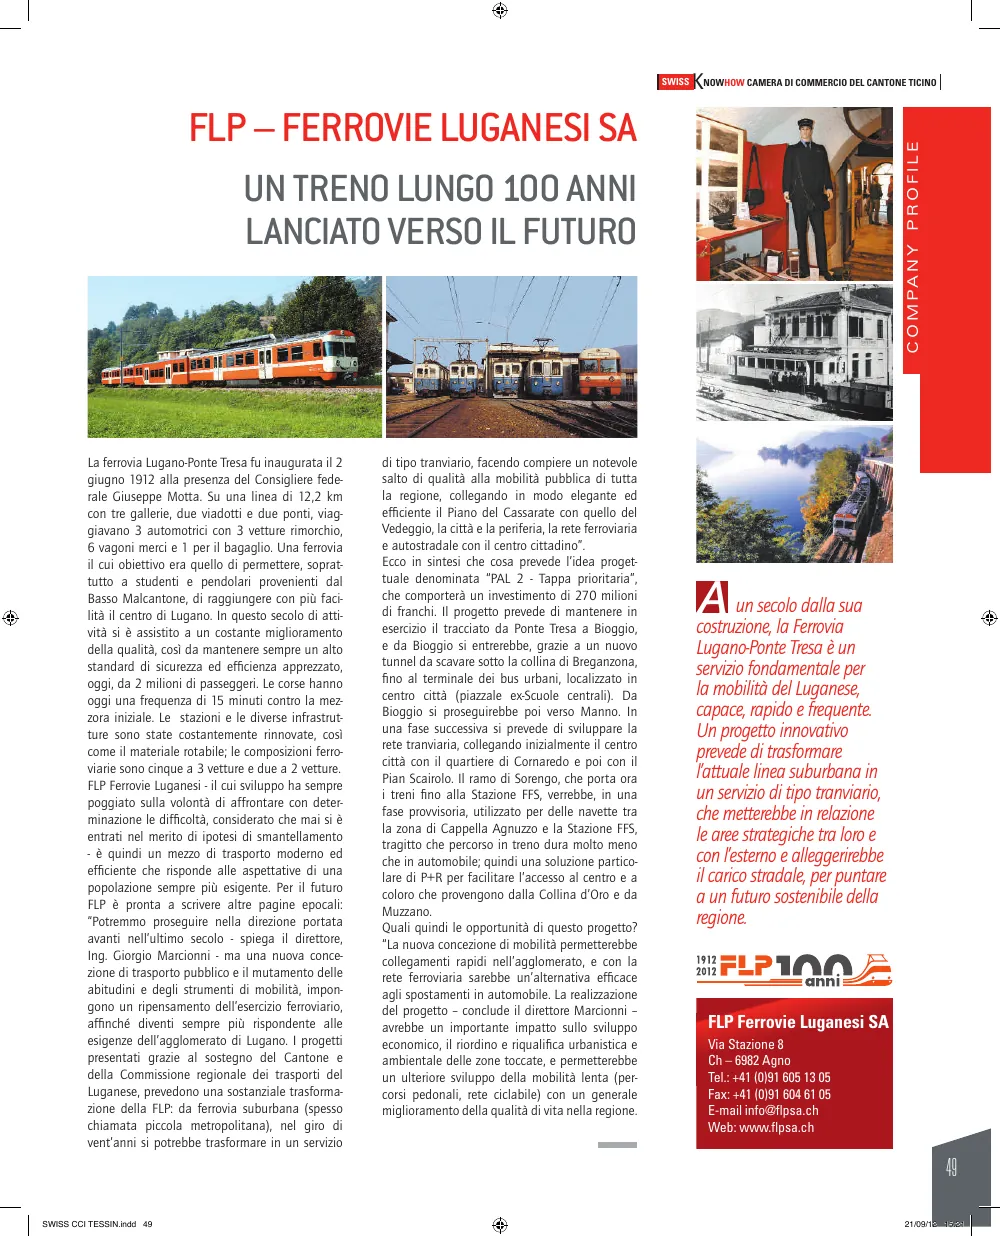 SWISS KNOWHOW CAMERA DI COMMERCIO DEL CANTONE TICINO
FLP – FERROVIE LUGANESI SA
UN TRENO LUNGO 100 ANNI
LANCIATO VERSO IL FUTURO
COMPANY PROFILE
La ferrovia Lugano-Ponte Tresa fu inaugurata il 2
giugno 1912 alla presenza del Consigliere fede-
rale Giuseppe Motta. Su una linea di 12,2 km
con tre gallerie, due viadotti e due ponti, viag-
giavano 3 automotrici con 3 vetture rimorchio,
6 vagoni merci e 1 per il bagaglio. Una ferrovia
il cui obiettivo era quello di permettere, soprat-
tutto a studenti e pendolari provenienti dal
Basso Malcantone, di raggiungere con più faci-
lità il centro di Lugano. In questo secolo di atti-
vità si è assistito a un costante miglioramento
della qualità, così da mantenere sempre un alto
standard di sicurezza ed efficienza apprezzato,
oggi, da 2 milioni di passeggeri. Le corse hanno
oggi una frequenza di 15 minuti contro la mez-
zora iniziale. Le stazioni e le diverse infrastrut-
ture sono state costantemente rinnovate, così
come il materiale rotabile; le composizioni ferro-
viarie sono cinque a 3 vetture e due a 2 vetture.
FLP Ferrovie Luganesi - il cui sviluppo ha sempre
poggiato sulla volontà di affrontare con deter-
minazione le difficoltà, considerato che mai si è
entrati nel merito di ipotesi di smantellamento
- è quindi un mezzo di trasporto moderno ed
efficiente che risponde alle aspettative di una
popolazione sempre più esigente. Per il futuro
FLP è pronta a scrivere altre pagine epocali:
“Potremmo proseguire nella direzione portata
avanti nell’ultimo secolo - spiega il direttore,
Ing. Giorgio Marcionni - ma una nuova conce-
zione di trasporto pubblico e il mutamento delle
abitudini e degli strumenti di mobilità, impon-
gono un ripensamento dell’esercizio ferroviario,
affinché diventi sempre più rispondente alle
esigenze dell’agglomerato di Lugano. I progetti
presentati grazie al sostegno del Cantone e
della Commissione regionale dei trasporti del
Luganese, prevedono una sostanziale trasforma-
zione della FLP: da ferrovia suburbana (spesso
chiamata piccola metropolitana), nel giro di
vent’anni si potrebbe trasformare in un servizio
di tipo tranviario, facendo compiere un notevole
salto di qualità alla mobilità pubblica di tutta
la regione, collegando in modo elegante ed
efficiente il Piano del Cassarate con quello del
Vedeggio, la città e la periferia, la rete ferroviaria
e autostradale con il centro cittadino”.
Ecco in sintesi che cosa prevede l’idea proget-
tuale denominata “PAL 2 - Tappa prioritaria”,
che comporterà un investimento di 270 milioni
di franchi. Il progetto prevede di mantenere in
esercizio il tracciato da Ponte Tresa a Bioggio,
e da Bioggio si entrerebbe, grazie a un nuovo
tunnel da scavare sotto la collina di Breganzona,
fino al terminale dei bus urbani, localizzato in
centro città (piazzale ex-Scuole centrali). Da
Bioggio si proseguirebbe poi verso Manno. In
una fase successiva si prevede di sviluppare la
rete tranviaria, collegando inizialmente il centro
città con il quartiere di Cornaredo e poi con il
Pian Scairolo. Il ramo di Sorengo, che porta ora
i treni fino alla Stazione FFS, verrebbe, in una
fase provvisoria, utilizzato per delle navette tra
la zona di Cappella Agnuzzo e la Stazione FFS,
tragitto che percorso in treno dura molto meno
che in automobile; quindi una soluzione partico-
lare di P+R per facilitare l’accesso al centro e a
coloro che provengono dalla Collina d’Oro e da
Muzzano.
Quali quindi le opportunità di questo progetto?
“La nuova concezione di mobilità permetterebbe
collegamenti rapidi nell’agglomerato, e con la
rete ferroviaria sarebbe un’alternativa efficace
agli spostamenti in automobile. La realizzazione
del progetto – conclude il direttore Marcionni –
avrebbe un importante impatto sullo sviluppo
economico, il riordino e riqualifica urbanistica e
ambientale delle zone toccate, e permetterebbe
un ulteriore sviluppo della mobilità lenta (per-
corsi pedonali, rete ciclabile) con un generale
miglioramento della qualità di vita nella regione.
A un secolo dalla sua
costruzione, la Ferrovia
Lugano-Ponte Tresa è un
servizio fondamentale per
la mobilità del Luganese,
capace, rapido e frequente.
Un progetto innovativo
prevede di trasformare
l’attuale linea suburbana in
un servizio di tipo tranviario,
che metterebbe in relazione
le aree strategiche tra loro e
con l’esterno e alleggerirebbe
il carico stradale, per puntare
a un futuro sostenibile della
regione.
1912
2012
FLP 100
anni
FLP Ferrovie Luganesi SA
Via Stazione 8
Ch – 6982 Agno
Tel.: +41 (0)91 605 13 05
Fax: +41 (0)91 604 61 05
E-mail info@flpsa.ch
Web: www.flpsa.ch
49
SWISS CCI TESSIN.indd 49
21/09/12 15:31